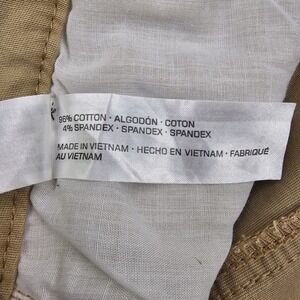 96% COTTON · ALGODÓN · COTON
4% SPANDEX · SPANDEX · SPANDEX
MADE IN VIETNAM · HECHO EN VIETNAM · FABRIQUÉ
AU VIETNAM